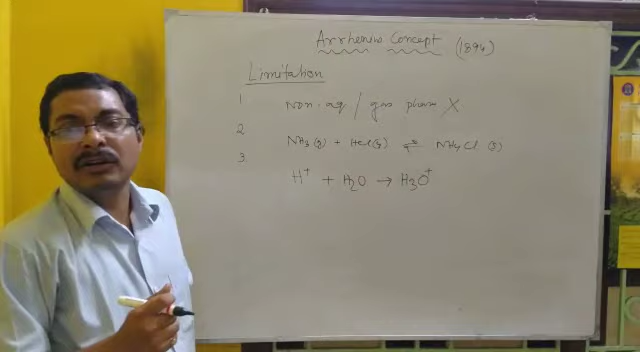 Arrhenius Concept (1894)
Limitation
1 Non-aq / gas phase X
2 NH3 (g) + HCl (g) ⇌ NH4Cl (s)
3. H+ + H2O → H3O+